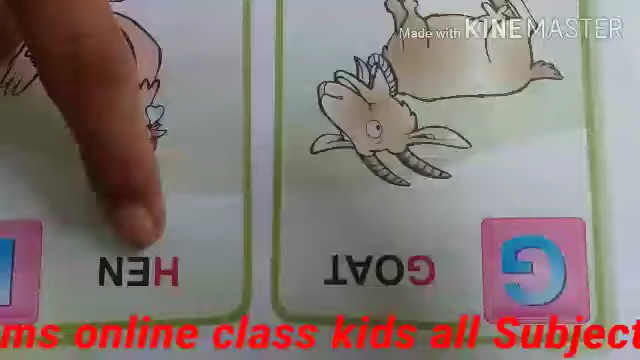 Made with KINEMASTER
HEN
GOAT
G
ms online class kids all Subject